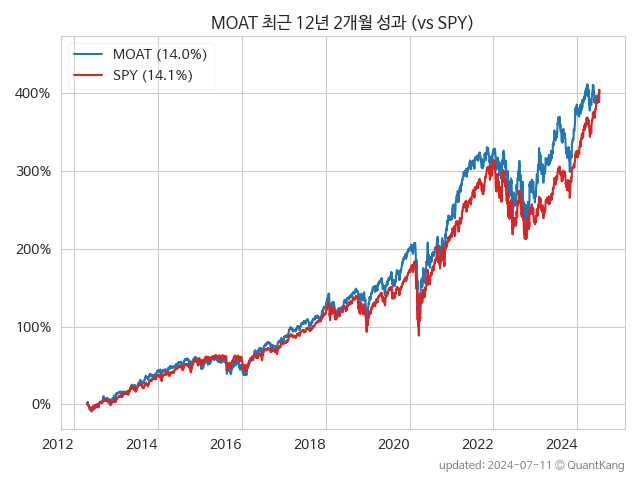 MOAT 최근 12년 2개월 성과 (vs SPY)
MOAT (14.0%)
SPY (14.1%)
400%
300%
200%
100%
0%
2012 2014 2016 2018 2020 2022 2024
updated: 2024-07-11 © QuantKang